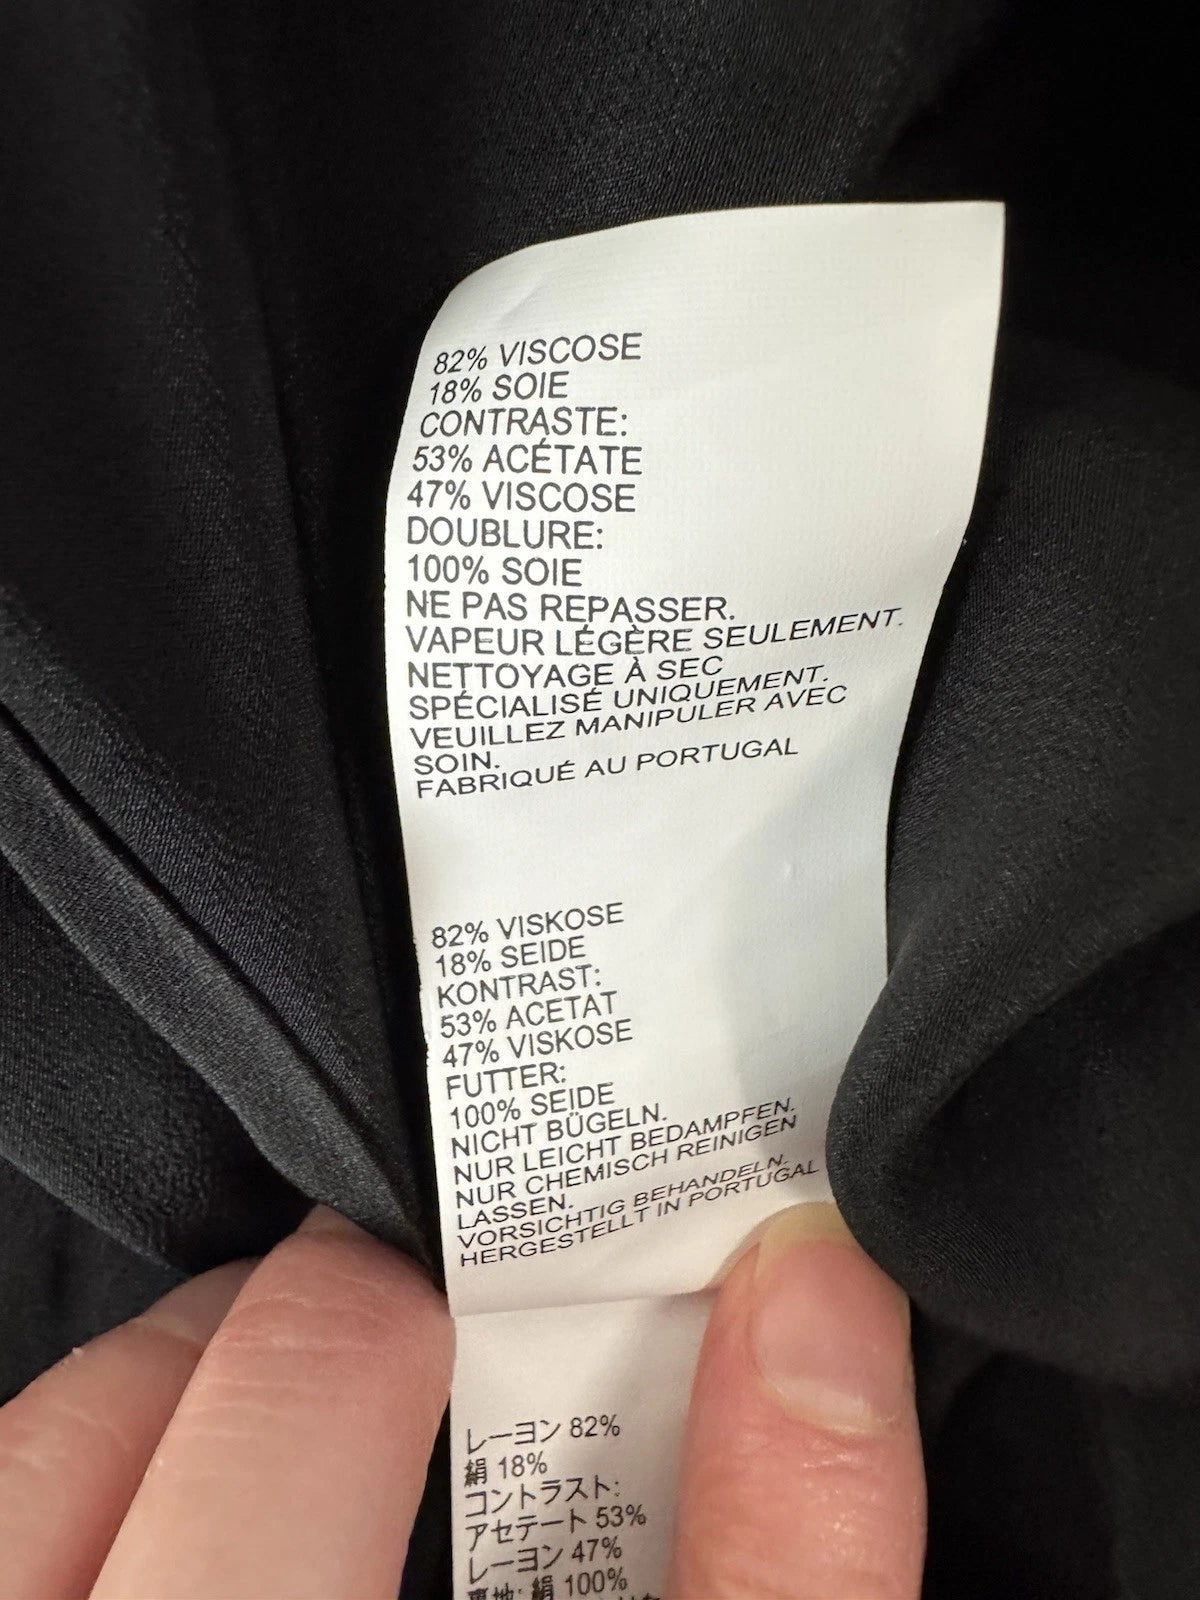 82% VISCOSE
18% SOIE
CONTRASTE:
53% ACÉTATE
47% VISCOSE
DOUBLURE:
100% SOIE
NE PAS REPASSER.
VAPEUR LÉGÈRE SEULEMENT.
NETTOYAGE À SEC
SPÉCIALISÉ UNIQUEMENT.
VEUILLEZ MANIPULER AVEC
SOIN.
FABRIQUÉ AU PORTUGAL
82% VISKOSE
18% SEIDE
KONTRAST:
53% ACETAT
47% VISKOSE
FUTTER:
100% SEIDE
NICHT BÜGELN.
NUR LEICHT BEDAMPFEN.
NUR CHEMISCH REINIGEN
LASSEN.
VORSICHTIG BEHANDELN.
HERGESTELLT IN PORTUGAL
レーヨン 82%
絹 18%
コントラスト:
アセテート 53%
レーヨン 47%
裏地: 絹 100%